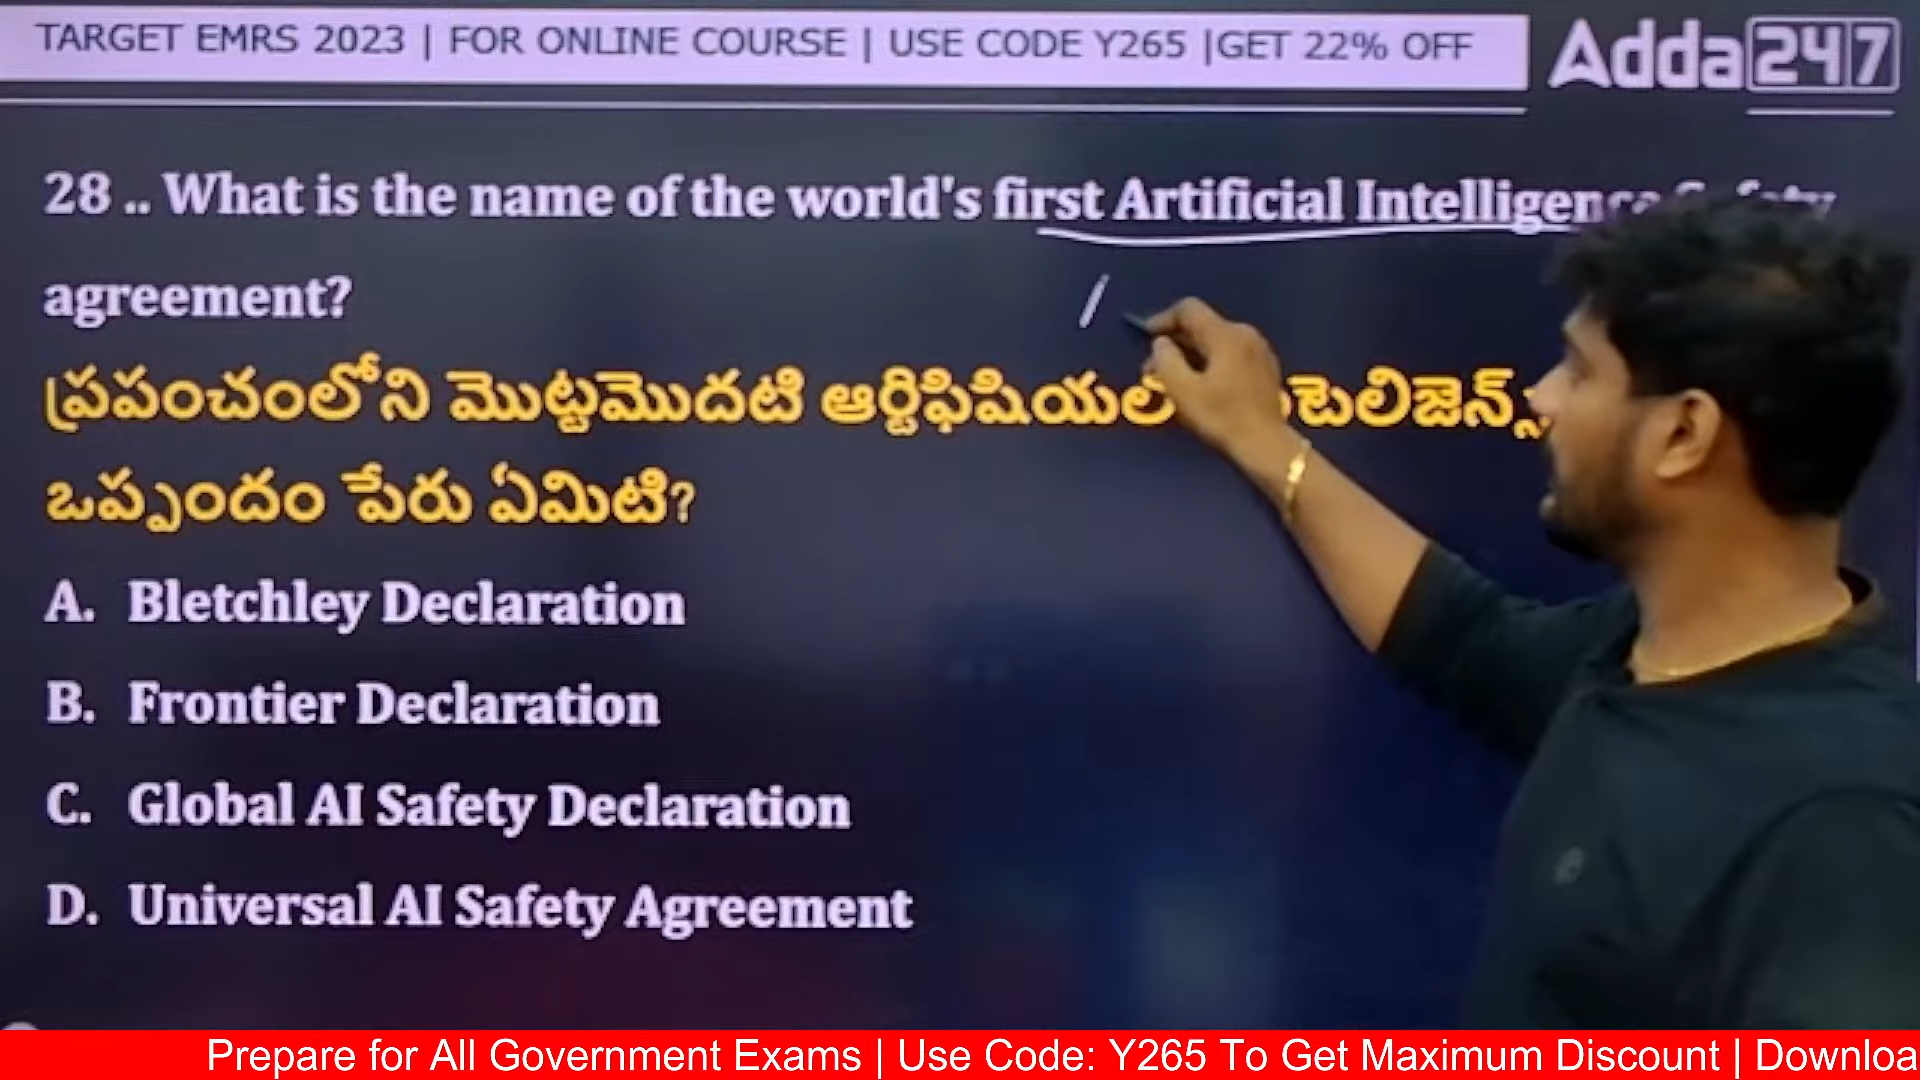 TARGET EMRS 2023 | FOR ONLINE COURSE | USE CODE Y265 |GET 22% OFF
Adda247
28 .. What is the name of the world's first Artificial Intelligence Safety
agreement?
ప్రపంచంలోని మొట్టమొదటి ఆర్టిఫిషియల్
ఒప్పందం పేరు ఏమిటి?
A. Bletchley Declaration
B. Frontier Declaration
C. Global AI Safety Declaration
D. Universal AI Safety Agreement
Prepare for All Government Exams | Use Code: Y265 To Get Maximum Discount |